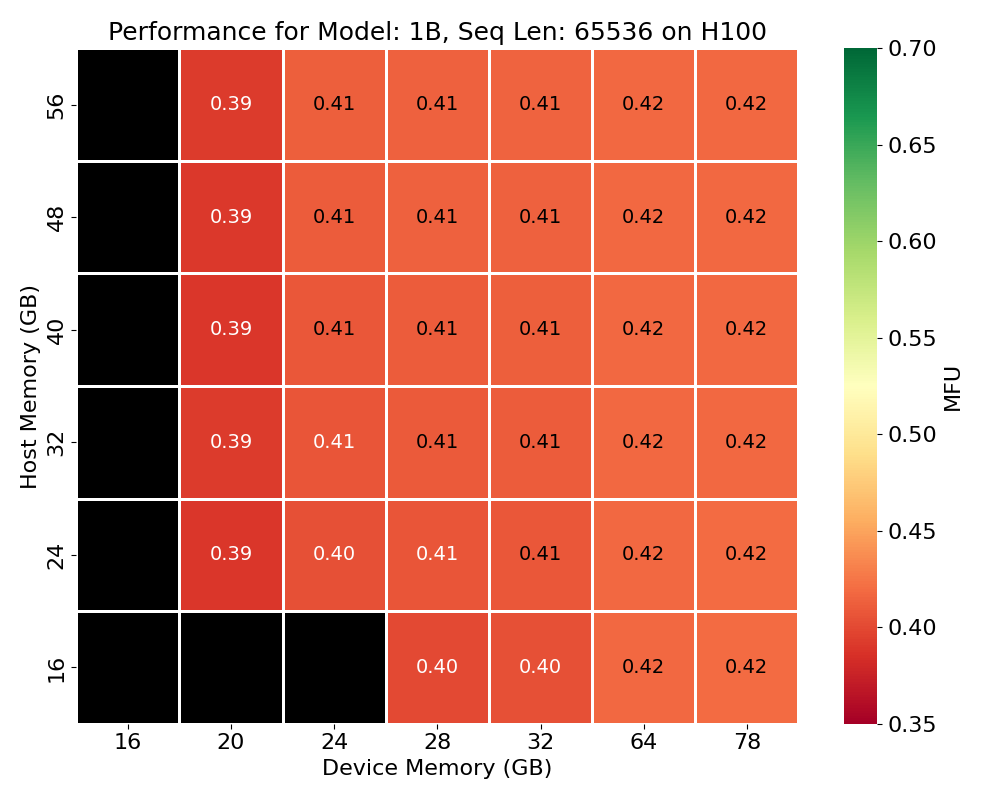 Performance for Model: 1B, Seq Len: 65536 on H100
Host Memory (GB)
56
0.39 0.41 0.41 0.41 0.42 0.42
48
0.39 0.41 0.41 0.41 0.42 0.42
40
0.39 0.41 0.41 0.41 0.42 0.42
32
0.39 0.41 0.41 0.41 0.42 0.42
24
0.39 0.40 0.41 0.41 0.42 0.42
16
0.40 0.40 0.42 0.42
16 20 24 28 32 64 78
Device Memory (GB)
0.70
0.65
0.60
0.55
0.50
0.45
0.40
0.35
MFU